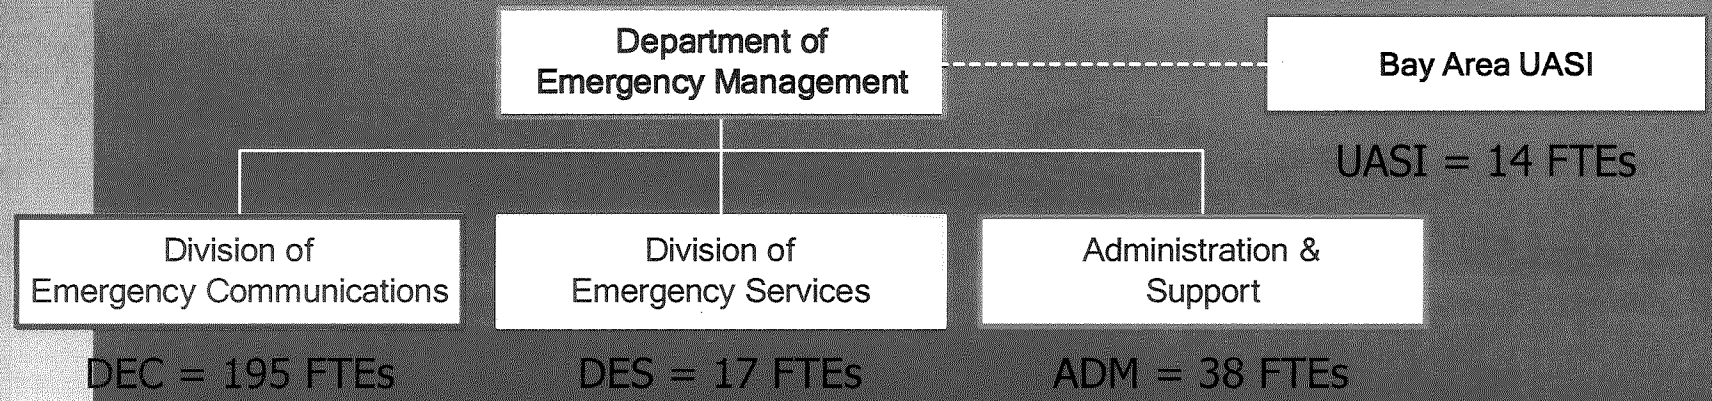 Department of
Emergency Management
Bay Area UASI
UASI = 14 FTEs
Division of
Emergency Communications
Division of
Emergency Services
Administration &
Support
DEC = 195 FTEs
DES = 17 FTEs
ADM = 38 FTEs